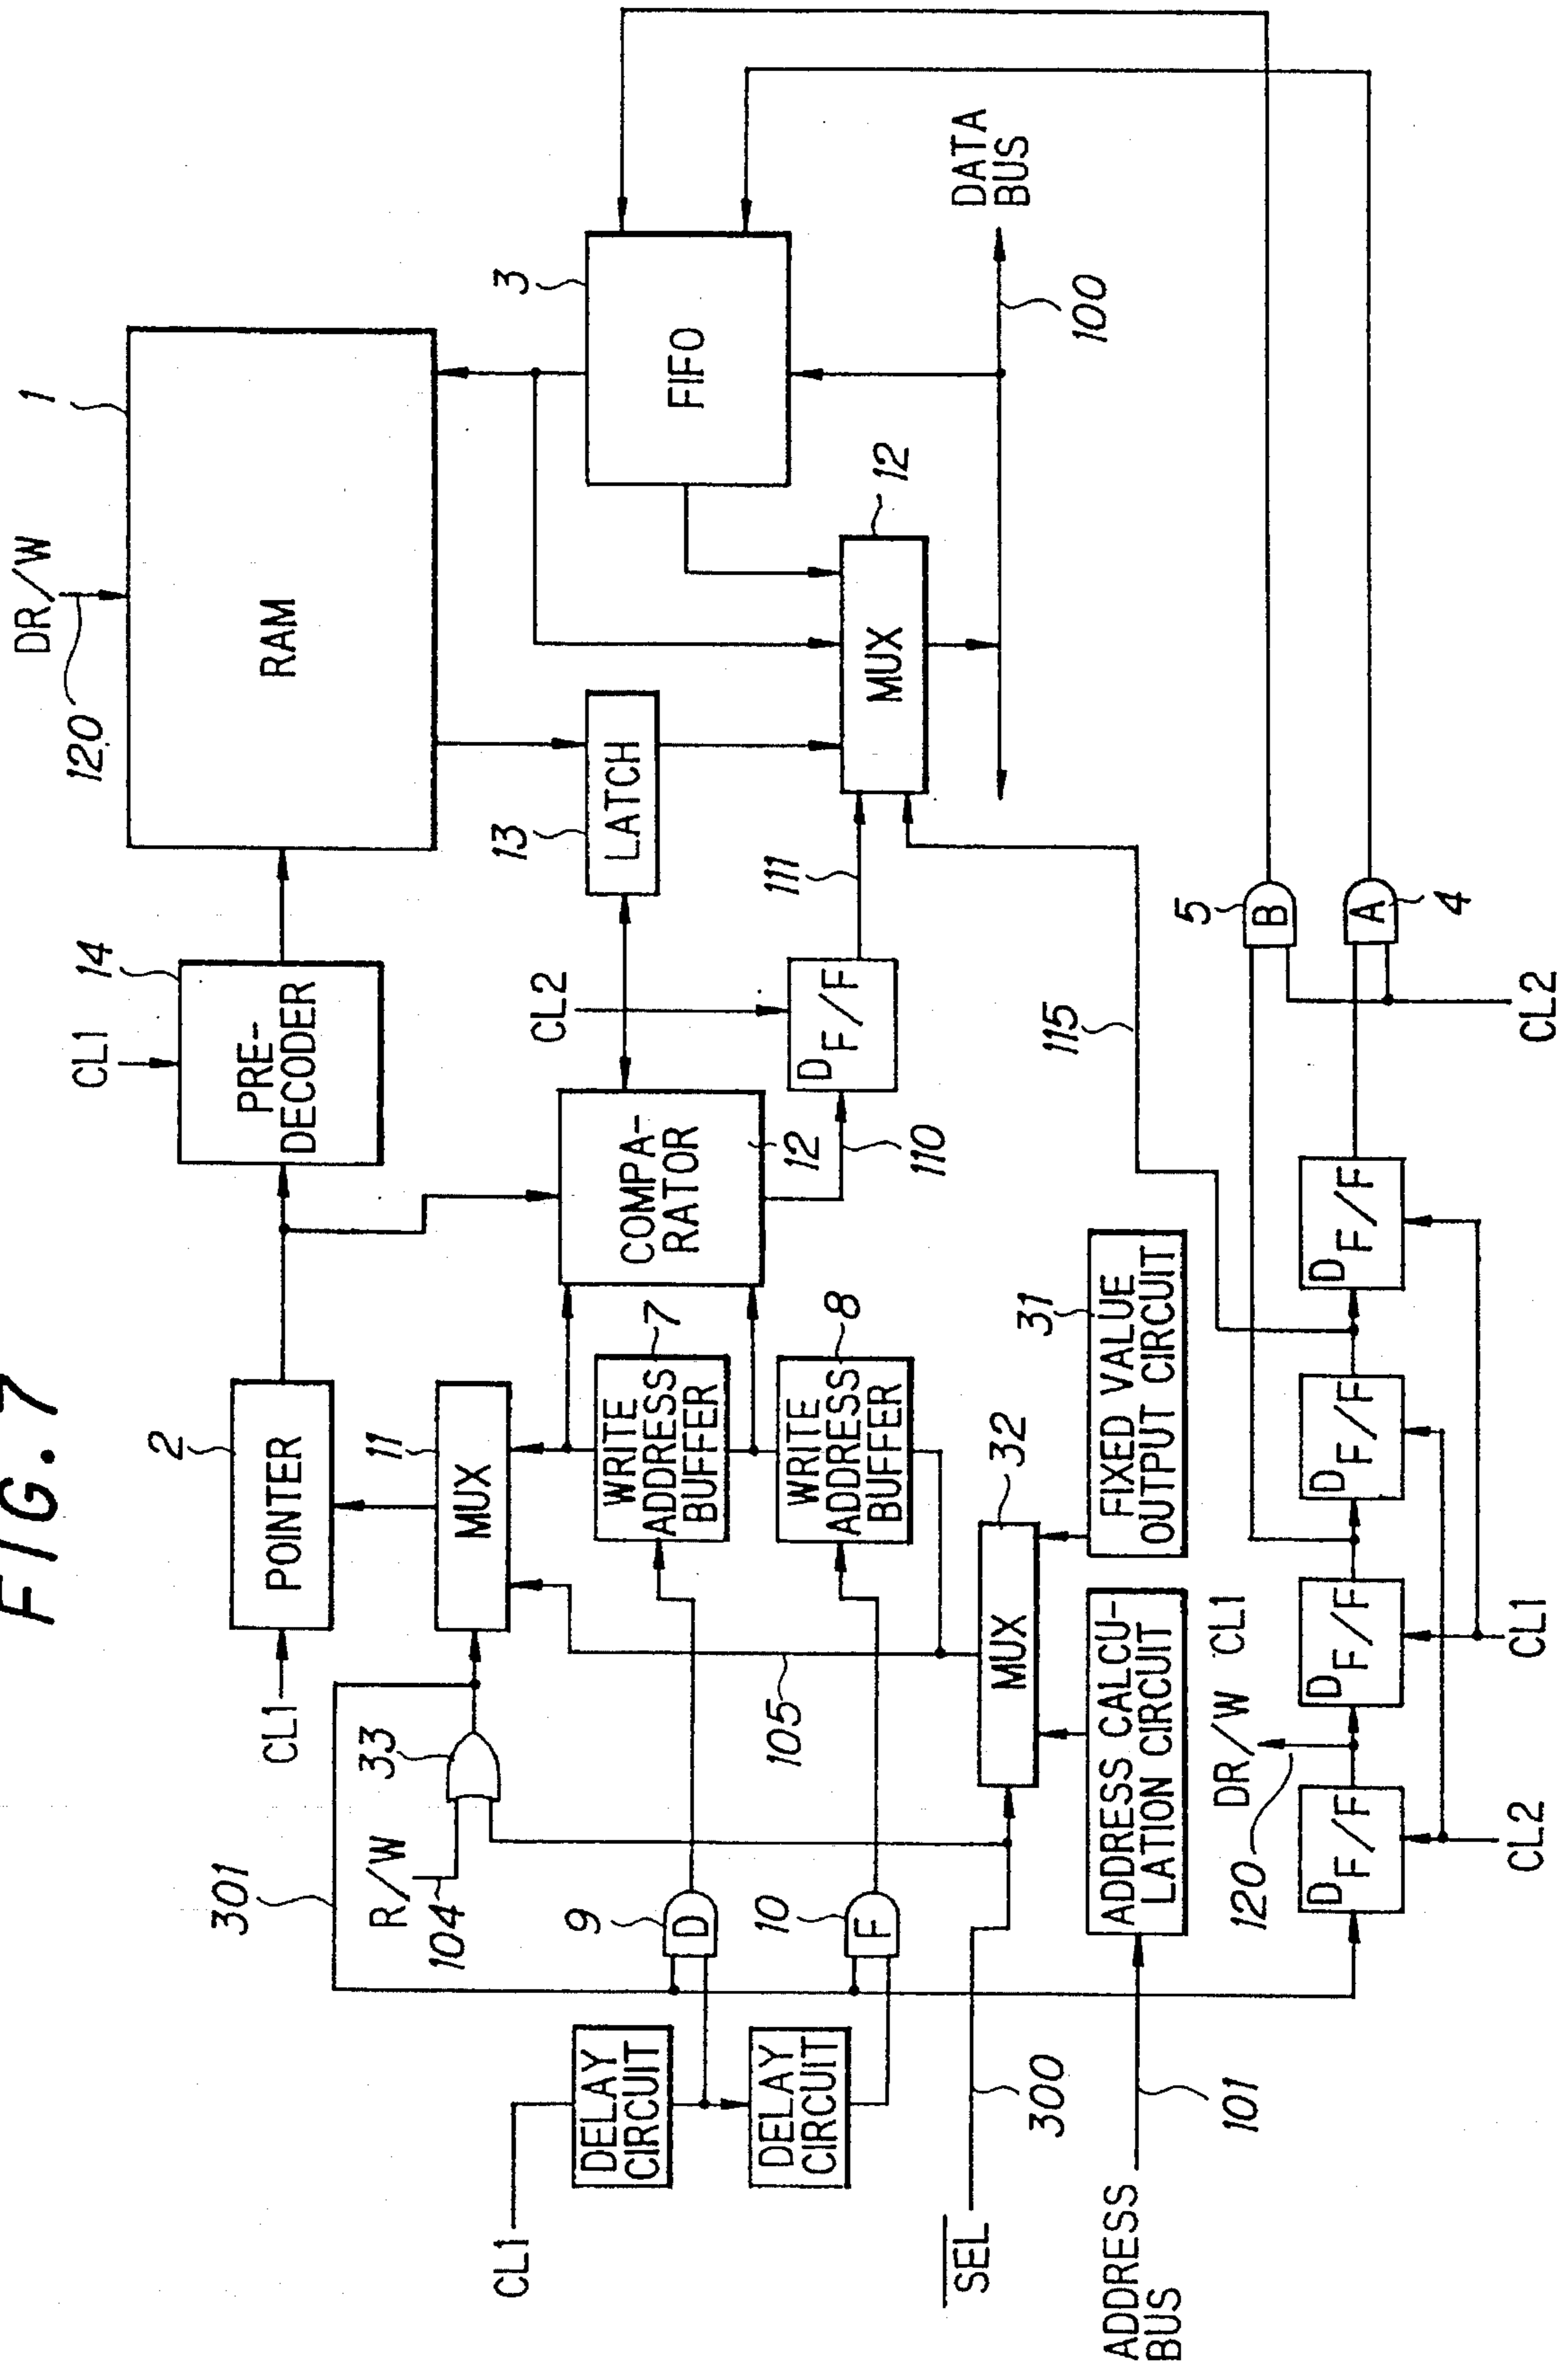 FIG. 7
CL1
14
PRE-
DECODER
DR/W
120
1
RAM
2
POINTER
CL1
301
R/W
104
33
11
MUX
CL2
13
LATCH
3
FIFO
CL1
DELAY
CIRCUIT
9
D
WRITE
ADDRESS
BUFFER
7
COMPA-
RATOR
12
110
D
F/F
111
MUX
12
DELAY
CIRCUIT
10
F
105
WRITE
ADDRESS
BUFFER
8
DATA
BUS
100
SEL
300
MUX
32
FIXED VALUE
OUTPUT CIRCUIT
31
115
ADDRESS
BUS
101
ADDRESS CALCU-
LATION CIRCUIT
5
B
A
4
CL2
DR/W CL1
120
D
F/F
D
F/F
D
F/F
D
F/F
CL2
CL1